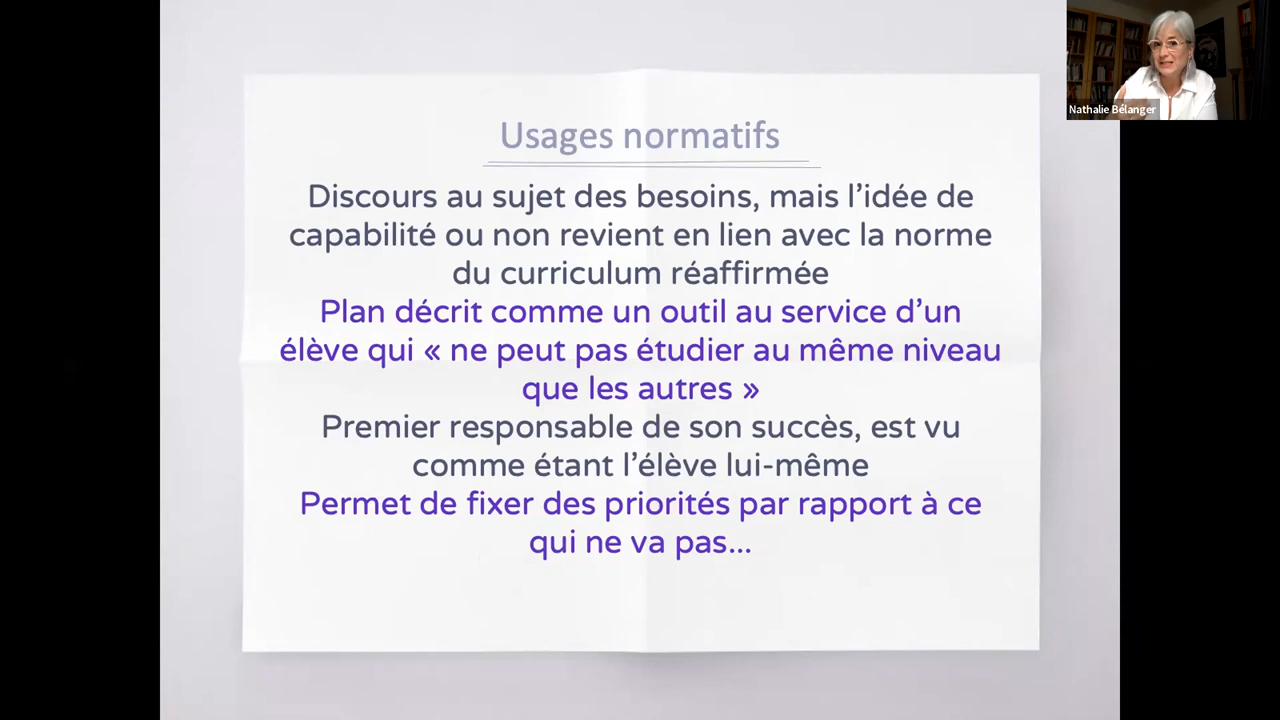 Nathalie Bélanger
Usages normatifs
Discours au sujet des besoins, mais l’idée de
capabilité ou non revient en lien avec la norme
du curriculum réaffirmée
Plan décrit comme un outil au service d’un
élève qui « ne peut pas étudier au même niveau
que les autres »
Premier responsable de son succès, est vu
comme étant l’élève lui-même
Permet de fixer des priorités par rapport à ce
qui ne va pas...